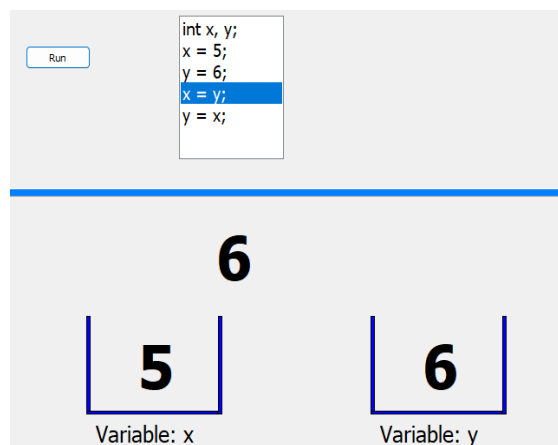 Run
int x, y;
x = 5;
y = 6;
x = y;
y = x;
6
5
6
Variable: x
Variable: y